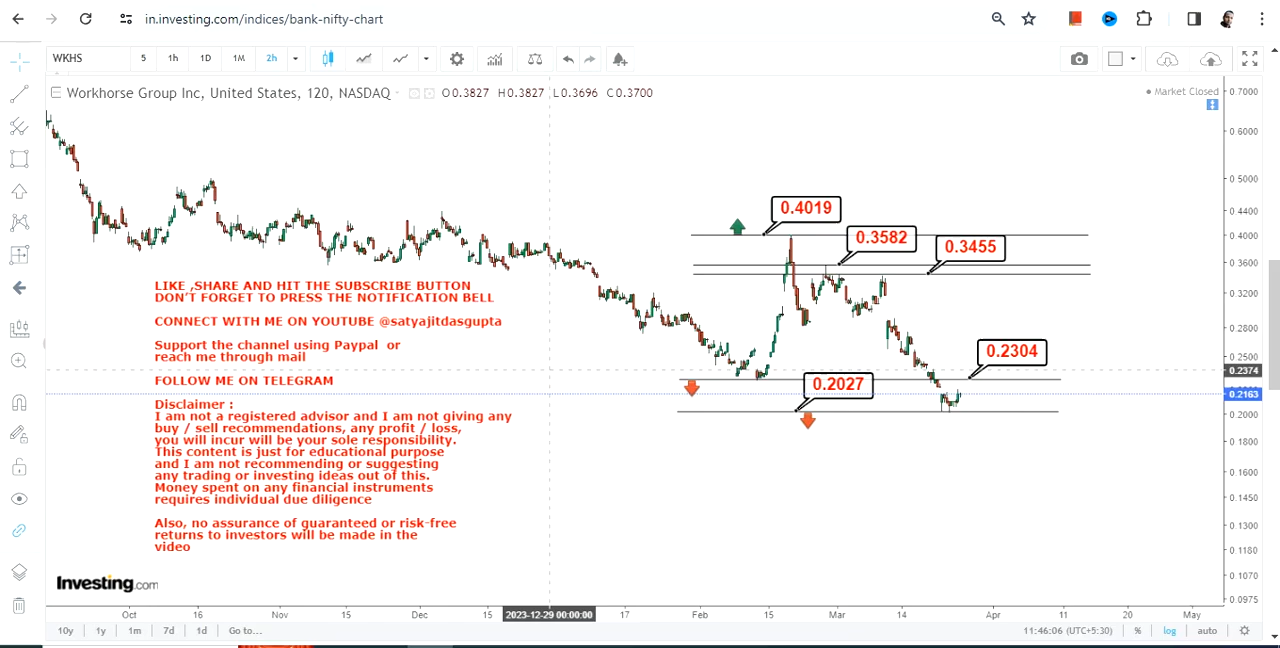 in.investing.com/indices/bank-nifty-chart
WKHS 5 1h 1D 1M 2h
Workhorse Group Inc, United States, 120, NASDAQ O0.3827 H0.3827 L0.3696 C0.3700
Market Closed
0.7000
0.6000
0.5000
0.4400
0.4000
0.3600
0.3200
0.2800
0.2500
0.2374
0.2163
0.2000
0.1800
0.1600
0.1450
0.1300
0.1180
0.1070
0.0975
0.4019
0.3582
0.3455
0.2304
0.2027
LIKE ,SHARE AND HIT THE SUBSCRIBE BUTTON
DON'T FORGET TO PRESS THE NOTIFICATION BELL
CONNECT WITH ME ON YOUTUBE @satyajitdasgupta
Support the channel using Paypal or
reach me through mail
FOLLOW ME ON TELEGRAM
Disclaimer :
I am not a registered advisor and I am not giving any
buy / sell recommendations, any profit / loss,
you will incur will be your sole responsibility.
This content is just for educational purpose
and I am not recommending or suggesting
any trading or investing ideas out of this.
Money spent on any financial instruments
requires individual due diligence
Also, no assurance of guaranteed or risk-free
returns to investors will be made in the
video
Investing.com
Oct 16 Nov 15 Dec 15 2023-12-29 00:00:00 17 Feb 15 Mar 14 Apr 11 20 May
10y 1y 1m 7d 1d Go to... 11:46:06 (UTC+5:30) % log auto